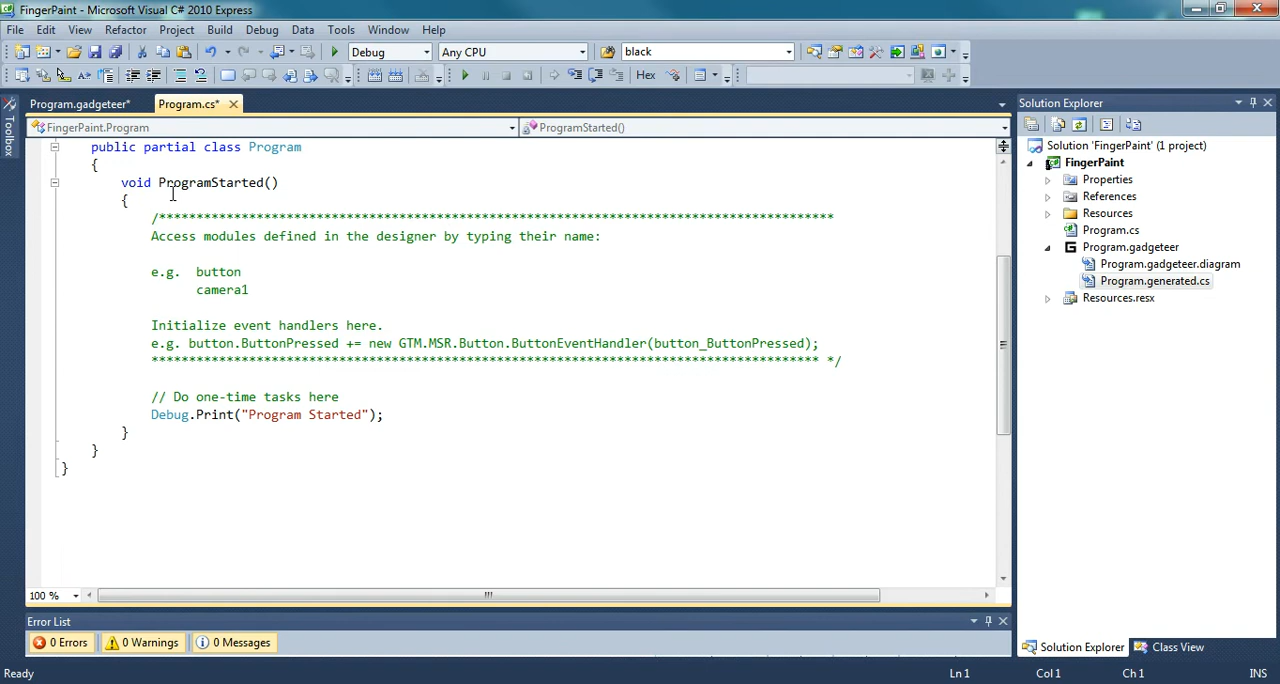 FingerPaint - Microsoft Visual C# 2010 Express
File Edit View Refactor Project Build Debug Data Tools Window Help
Debug Any CPU black
Hex
Program.gadgeteer* Program.cs* Solution Explorer
FingerPaint.Program ProgramStarted()
Toolbox
public partial class Program
{
void ProgramStarted()
{
/******************************************************************************************
Access modules defined in the designer by typing their name:
e.g. button
camera1
Initialize event handlers here.
e.g. button.ButtonPressed += new GTM.MSR.Button.ButtonEventHandler(button_ButtonPressed);
***************************************************************************************** */
// Do one-time tasks here
Debug.Print("Program Started");
}
}
}
Solution 'FingerPaint' (1 project)
FingerPaint
Properties
References
Resources
Program.cs
Program.gadgeteer
Program.gadgeteer.diagram
Program.generated.cs
Resources.resx
100 %
Error List
0 Errors 0 Warnings 0 Messages
Solution Explorer Class View
Ready Ln 1 Col 1 Ch 1 INS